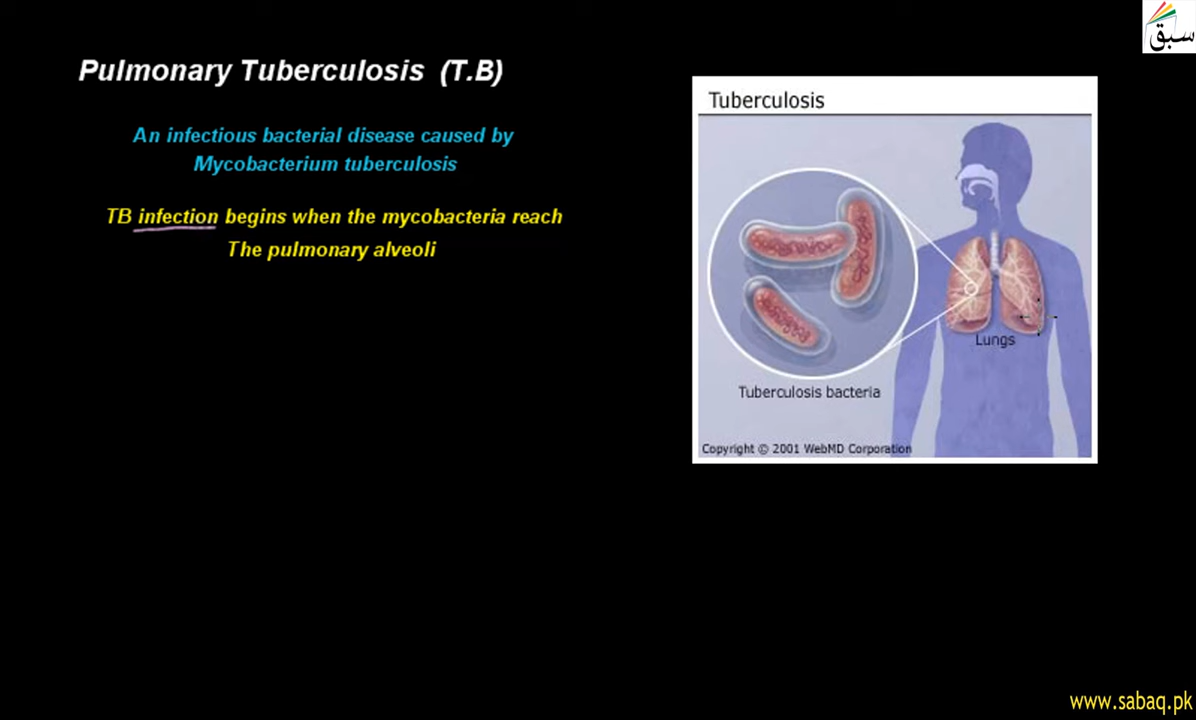 سبق
Pulmonary Tuberculosis (T.B)
An infectious bacterial disease caused by
Mycobacterium tuberculosis
TB infection begins when the mycobacteria reach
The pulmonary alveoli
Tuberculosis
Lungs
Tuberculosis bacteria
Copyright © 2001 WebMD Corporation
www.sabaq.pk